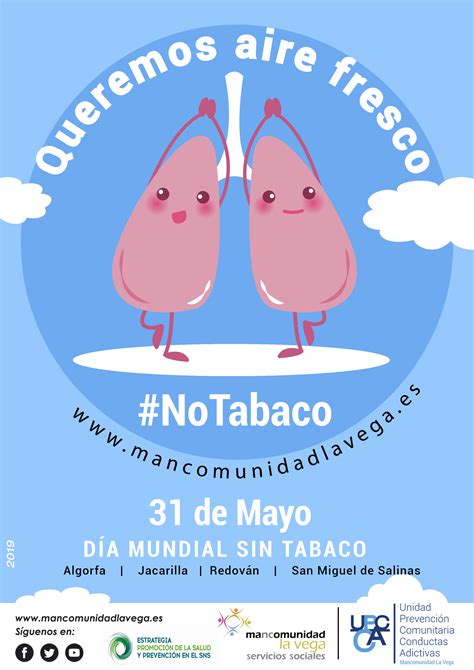 Queremos aire fresco
#NoTabaco
www.mancomunidadlavega.es
31 de Mayo
DÍA MUNDIAL SIN TABACO
Algorfa | Jacarilla | Redován | San Miguel de Salinas
2019
www.mancomunidadlavega.es
Síguenos en:
ESTRATEGIA
PROMOCIÓN DE LA SALUD
Y PREVENCIÓN EN EL SNS
mancomunidad
la vega
servicios sociales
UPC
CA
Unidad
Prevención
Comunitaria
Conductas
Adictivas
Mancomunidad La Vega